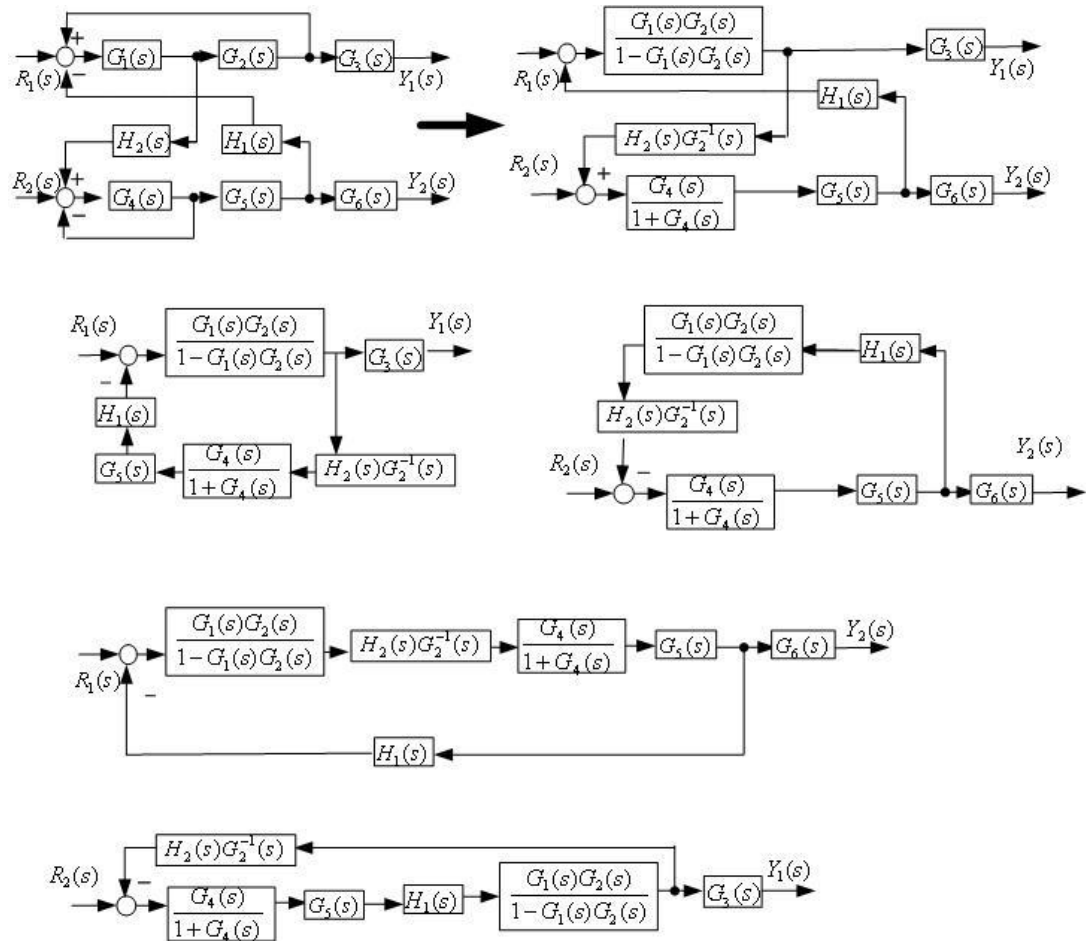 + G₁(s) G₂(s) G₃(s)
R₁(s) − Y₁(s)
H₂(s) H₁(s)
R₂(s) + G₄(s) G₅(s) G₆(s) Y₂(s)
−
G₁(s)G₂(s)
1−G₁(s)G₂(s)
G₃(s)
R₁(s) − Y₁(s)
H₁(s)
H₂(s)G₂⁻¹(s)
R₂(s) + G₄(s)
1+G₄(s)
G₅(s) G₆(s) Y₂(s)
R₁(s) G₁(s)G₂(s)
1−G₁(s)G₂(s)
G₃(s) Y₁(s)
−
H₁(s)
G₅(s) G₄(s)
1+G₄(s)
H₂(s)G₂⁻¹(s)
G₁(s)G₂(s)
1−G₁(s)G₂(s)
H₁(s)
H₂(s)G₂⁻¹(s)
R₂(s) − G₄(s)
1+G₄(s)
G₅(s) G₆(s) Y₂(s)
R₁(s) − G₁(s)G₂(s)
1−G₁(s)G₂(s)
H₂(s)G₂⁻¹(s) G₄(s)
1+G₄(s)
G₅(s) G₆(s) Y₂(s)
H₁(s)
H₂(s)G₂⁻¹(s)
R₂(s) − G₄(s)
1+G₄(s)
G₅(s) H₁(s) G₁(s)G₂(s)
1−G₁(s)G₂(s)
G₃(s) Y₁(s)